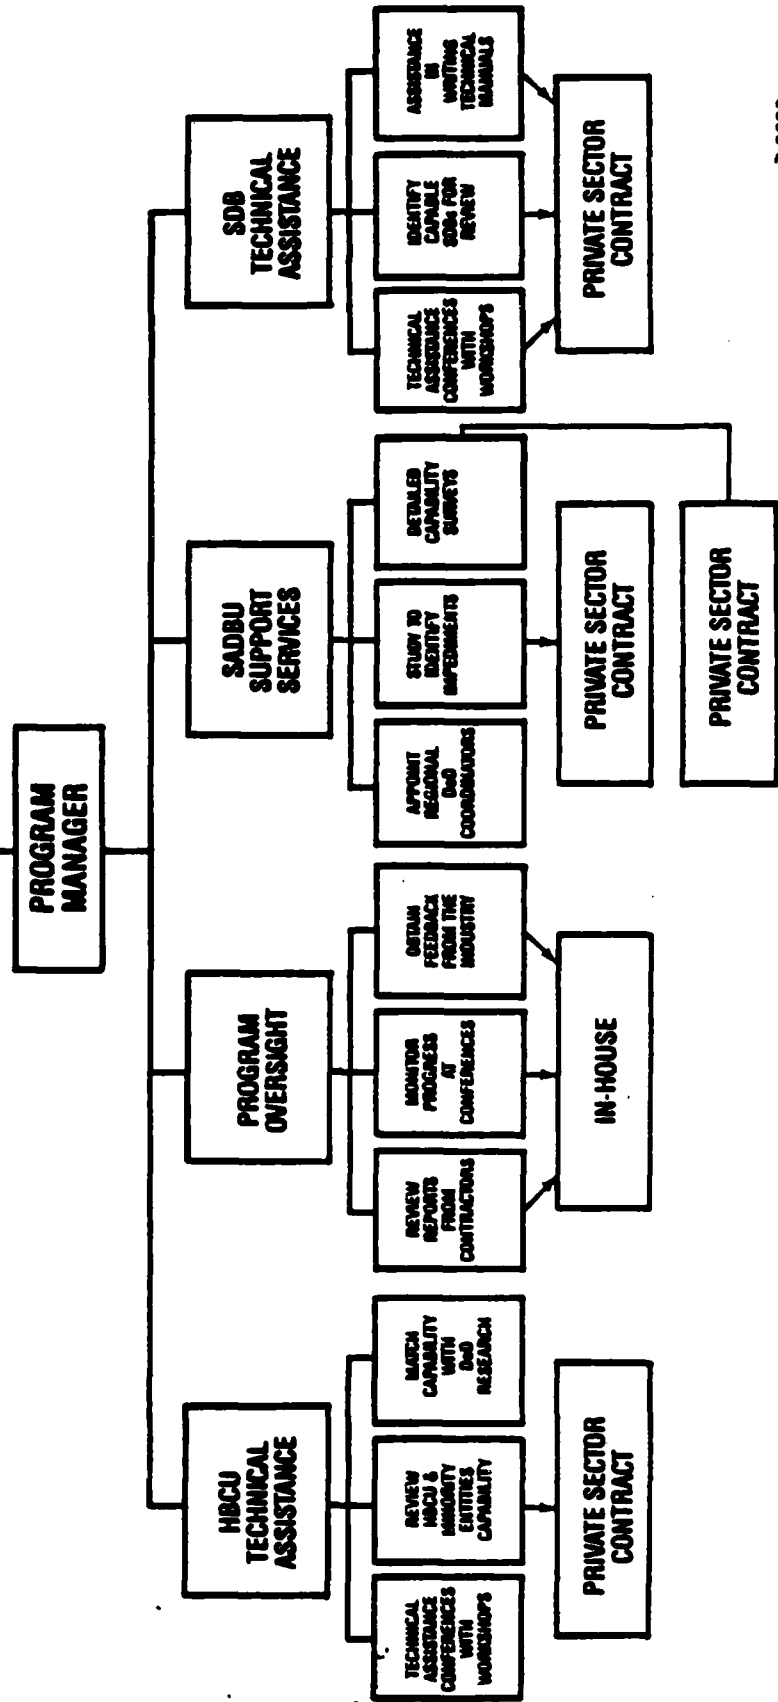 PROGRAM
MANAGER
HBCU
TECHNICAL
ASSISTANCE
PROGRAM
OVERSIGHT
SADBU
SUPPORT
SERVICES
SDB
TECHNICAL
ASSISTANCE
TECHNICAL
ASSISTANCE
CONFERENCES
WITH
WORKSHOPS
REVIEW
HBCU &
MINORITY
ENTITIES
CAPABILITY
MATCH
CAPABILITY
WITH
DoD
RESEARCH
REVIEW
REPORTS
FROM
CONTRACTORS
MONITOR
PROGRESS
AT
CONFERENCES
OBTAIN
FEEDBACK
FROM THE
INDUSTRY
APPOINT
REGIONAL
DoD
COORDINATORS
STUDY TO
IDENTIFY
IMPEDIMENTS
DETAILED
CAPABILITY
SURVEYS
TECHNICAL
ASSISTANCE
CONFERENCES
WITH
WORKSHOPS
IDENTIFY
CAPABLE
SDBs FOR
REVIEW
ASSISTANCE
IN
WRITING
TECHNICAL
MANUALS
PRIVATE SECTOR
CONTRACT
IN-HOUSE
PRIVATE SECTOR
CONTRACT
PRIVATE SECTOR
CONTRACT
PRIVATE SECTOR
CONTRACT